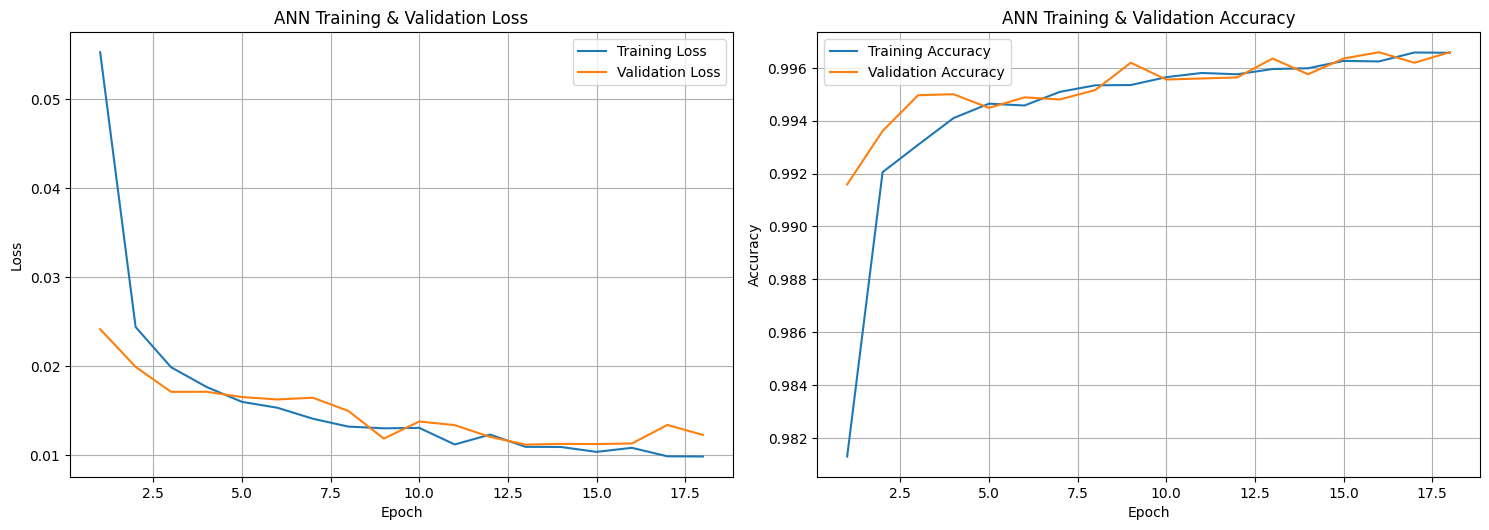 ANN Training & Validation Loss
Training Loss
Validation Loss
0.05
0.04
0.03
0.02
0.01
Loss
2.5 5.0 7.5 10.0 12.5 15.0 17.5
Epoch
ANN Training & Validation Accuracy
Training Accuracy
Validation Accuracy
0.996
0.994
0.992
0.990
0.988
0.986
0.984
0.982
Accuracy
2.5 5.0 7.5 10.0 12.5 15.0 17.5
Epoch